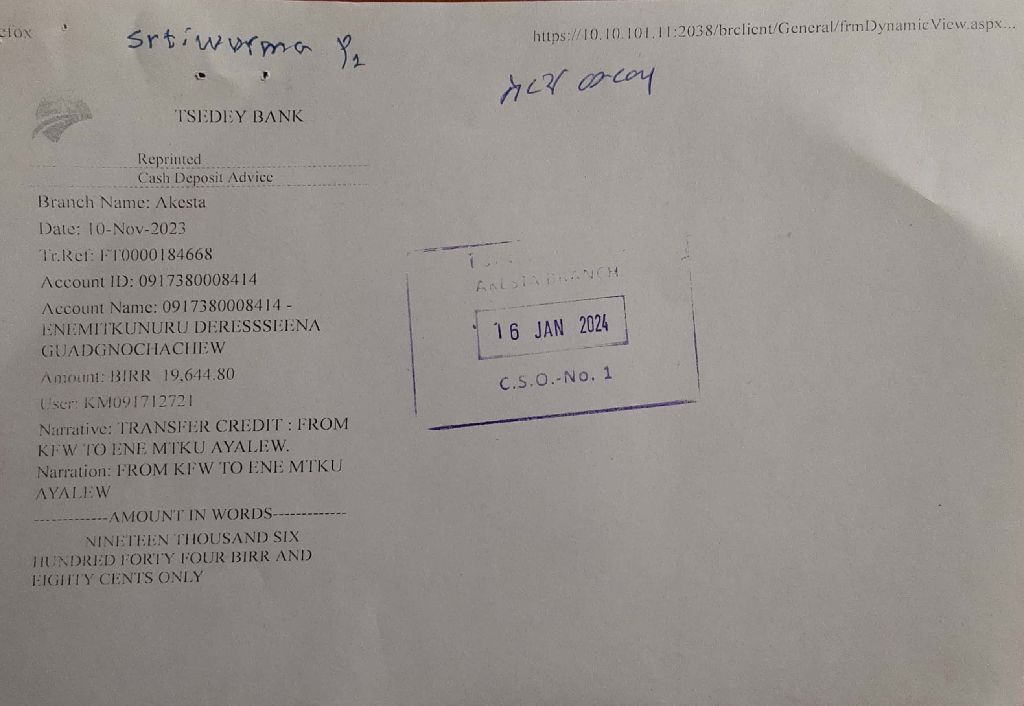 efox
https://10.10.101.11:2038/brclient/General/frmDynamicView.aspx...
Srtiwurma P2
TSEDEY BANK
Reprinted
Cash Deposit Advice
Branch Name: Akesta
Date: 10-Nov-2023
Tr.Ref: FT0000184668
Account ID: 0917380008414
Account Name: 0917380008414 -
ENEMITKUNURU DERESSSEENA
GUADGNOCHACHEW
Amount: BIRR 19,644.80
User: KM091712721
Narrative: TRANSFER CREDIT : FROM
KFW TO ENE MTKU AYALEW.
Narration: FROM KFW TO ENE MTKU
AYALEW
------------AMOUNT IN WORDS------------
NINETEEN THOUSAND SIX
HUNDRED FORTY FOUR BIRR AND
EIGHTY CENTS ONLY
AKESTA BRANCH
16 JAN 2024
C.S.O.-No. 1